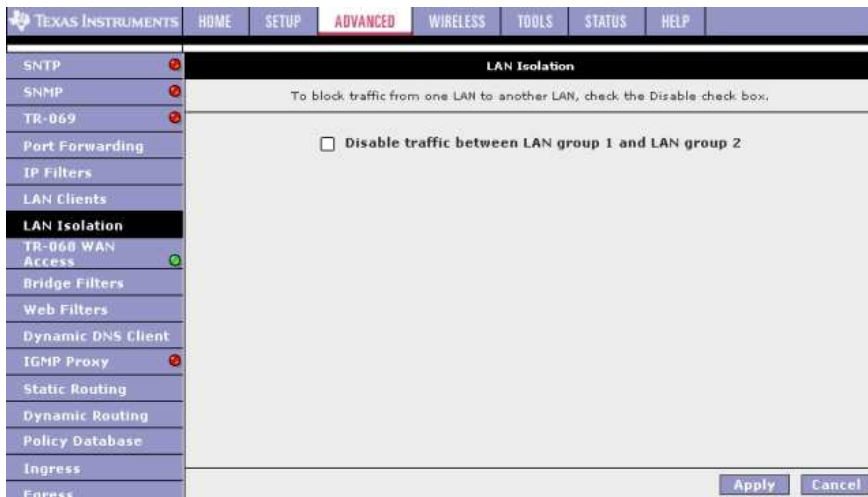 TEXAS INSTRUMENTS HOME SETUP ADVANCED WIRELESS TOOLS STATUS HELP
SNTP
SNMP
TR-069
Port Forwarding
IP Filters
LAN Clients
LAN Isolation
TR-068 WAN
Access
Bridge Filters
Web Filters
Dynamic DNS Client
IGMP Proxy
Static Routing
Dynamic Routing
Policy Database
Ingress
Egress
LAN Isolation
To block traffic from one LAN to another LAN, check the Disable check box.
Disable traffic between LAN group 1 and LAN group 2
Apply Cancel